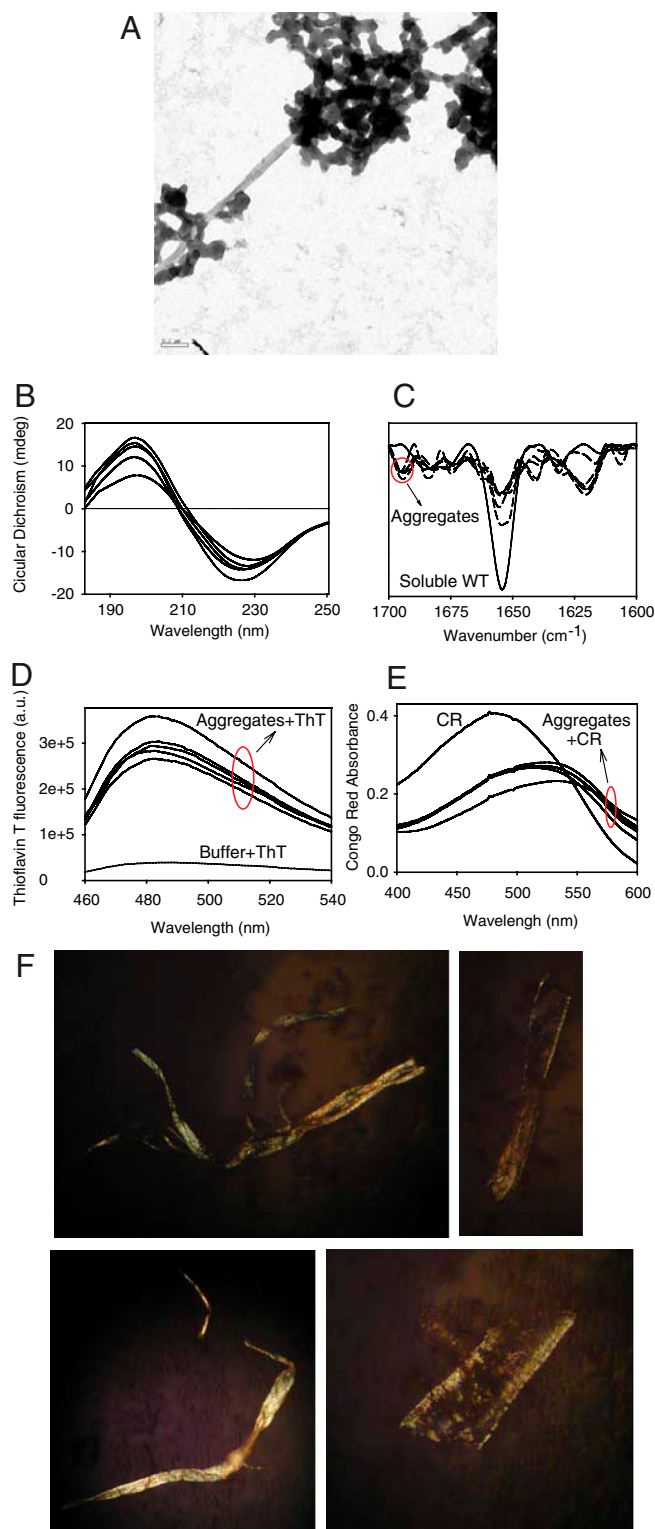 A
B
C
Cicular Dichroism (mdeg)
20
10
0
-10
-20
190
210
230
250
Wavelength (nm)
Aggregates
Soluble WT
1700
1675
1650
1625
1600
Wavenumber (cm-1)
D
E
Thioflavin T fluorescence (a.u.)
3e+5
2e+5
1e+5
0
Aggregates+ThT
Buffer+ThT
460
480
500
520
540
Wavelength (nm)
Congo Red Absorbance
0.4
0.2
0.0
CR
Aggregates
+CR
400
450
500
550
600
Wavelengh (nm)
F